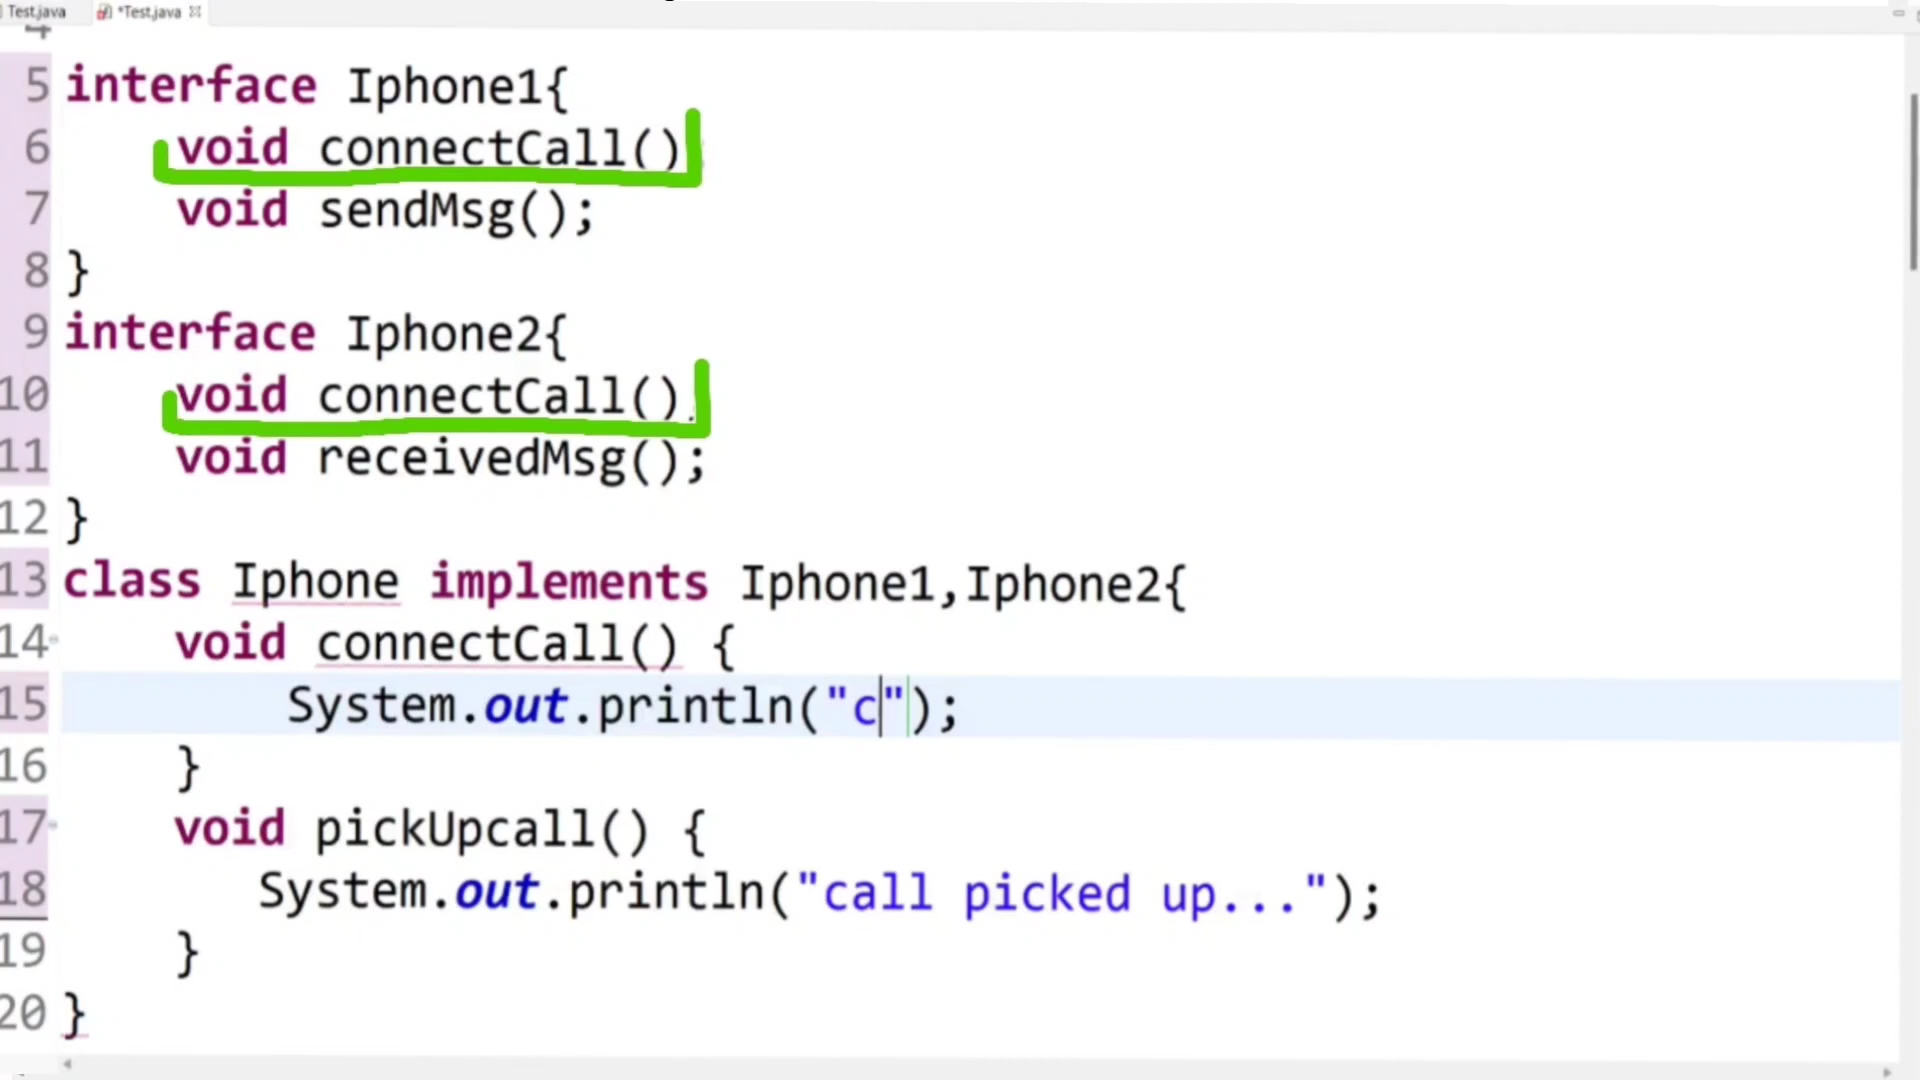 Test.java *Test.java
4
5 interface Iphone1{
6 void connectCall()
7 void sendMsg();
8 }
9 interface Iphone2{
10 void connectCall()
11 void receivedMsg();
12 }
13 class Iphone implements Iphone1,Iphone2{
14 void connectCall() {
15 System.out.println("c");
16 }
17 void pickUpcall() {
18 System.out.println("call picked up...");
19 }
20 }